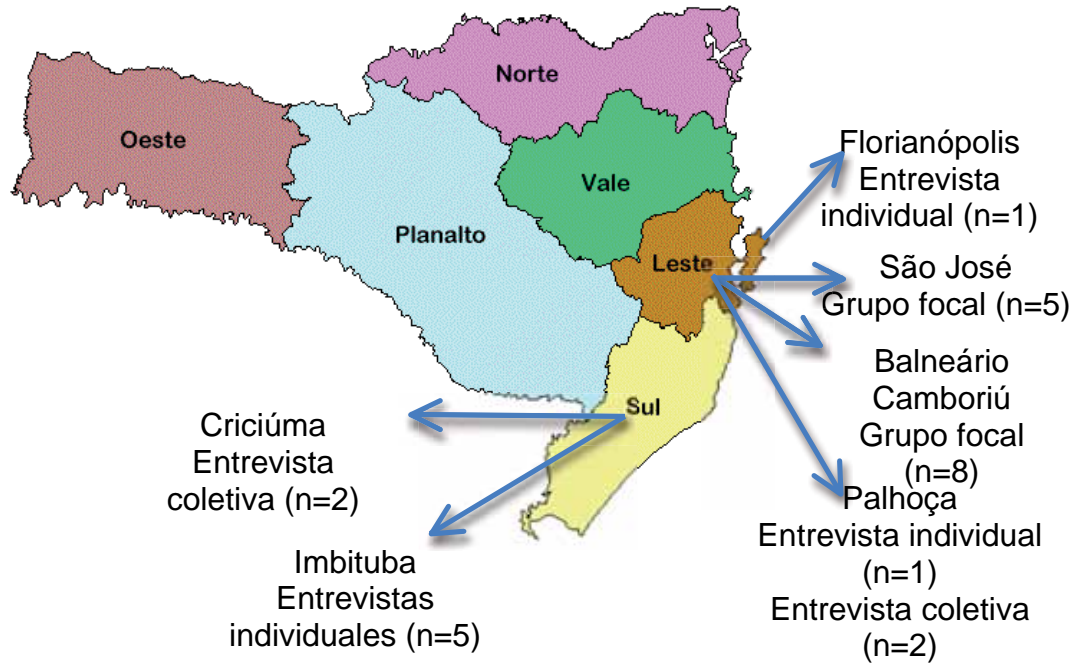 Norte
Oeste
Vale
Planalto
Leste
Sul
Florianópolis
Entrevista
individual (n=1)
São José
Grupo focal (n=5)
Balneário
Camboriú
Grupo focal
(n=8)
Palhoça
Entrevista individual
(n=1)
Entrevista coletiva
(n=2)
Criciúma
Entrevista
coletiva (n=2)
Imbituba
Entrevistas
individuales (n=5)